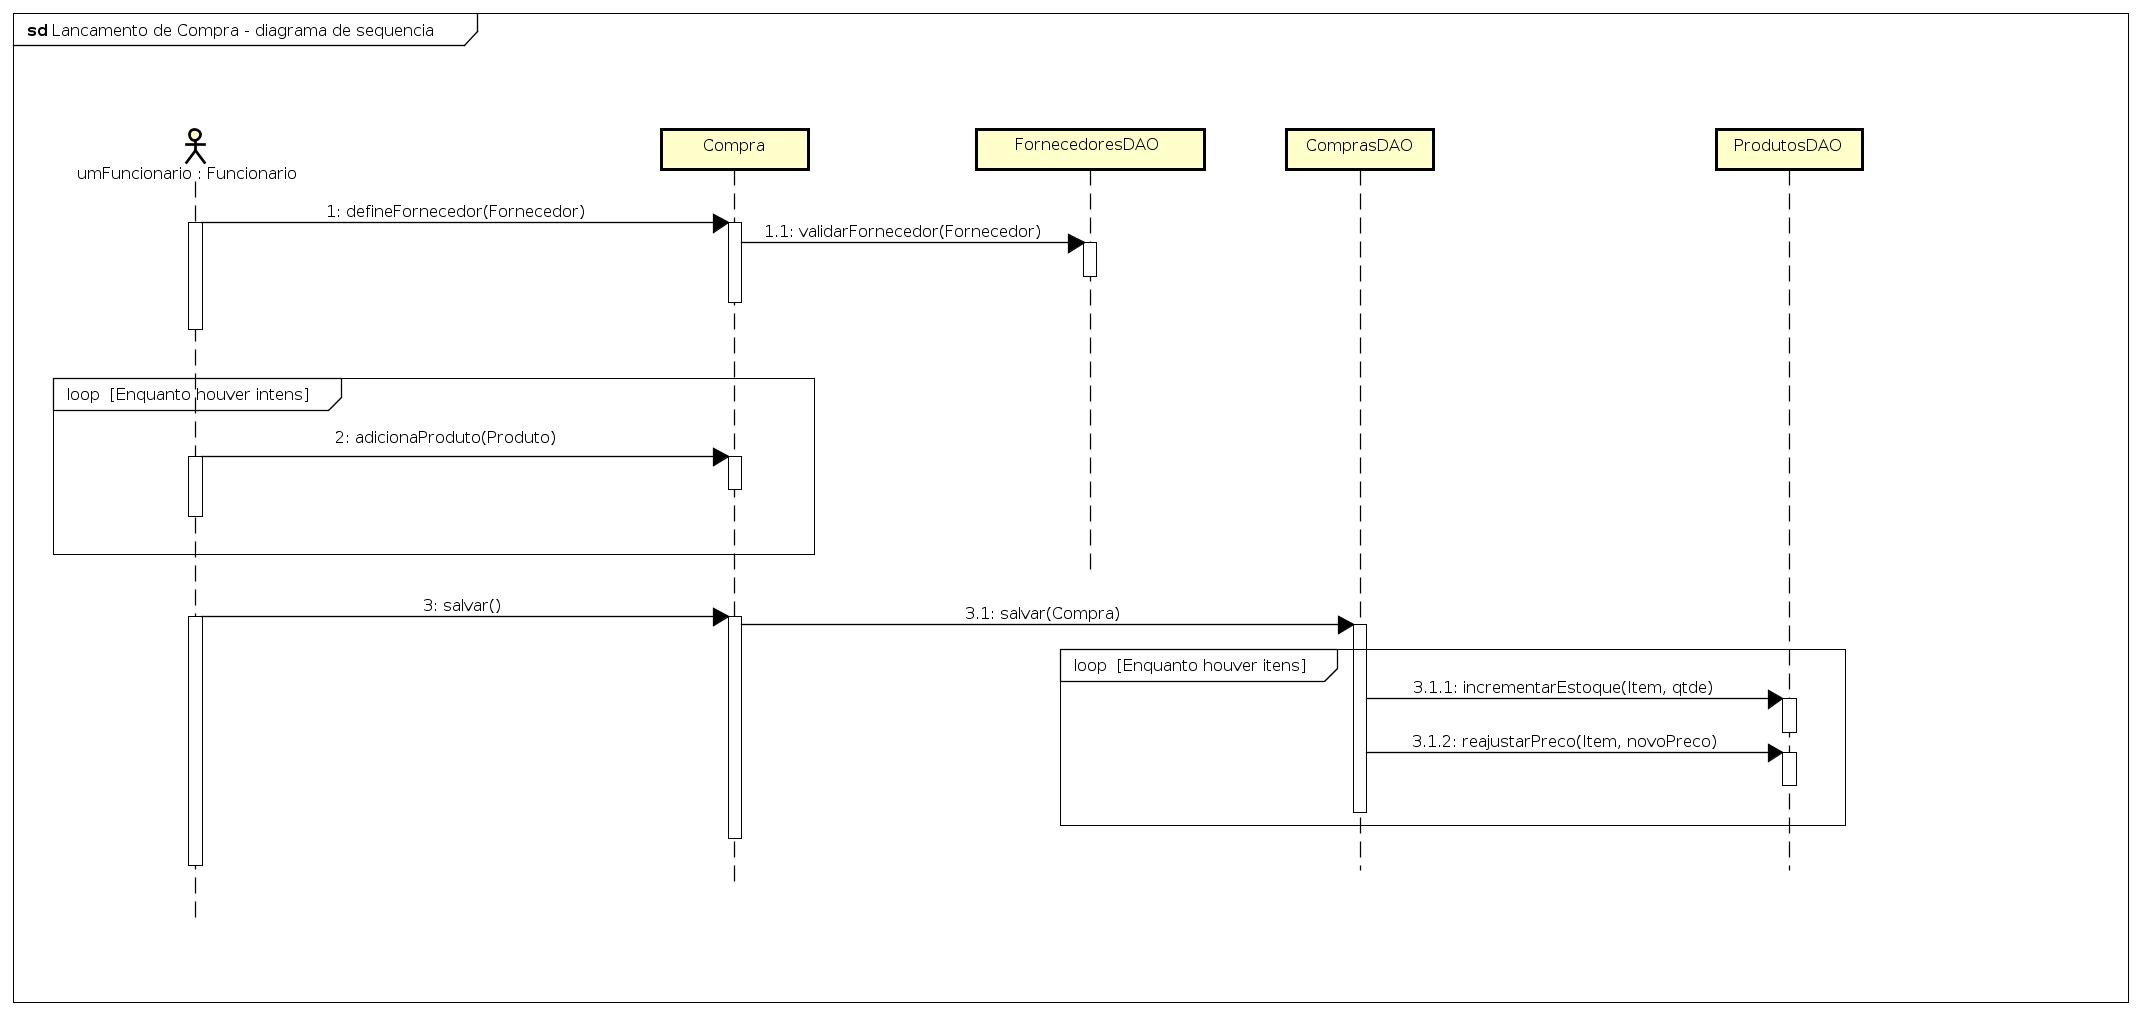 sd Lancamento de Compra - diagrama de sequencia
umFuncionario : Funcionario
Compra
FornecedoresDAO
ComprasDAO
ProdutosDAO
1: defineFornecedor(Fornecedor)
1.1: validarFornecedor(Fornecedor)
loop [Enquanto houver intens]
2: adicionaProduto(Produto)
3: salvar()
3.1: salvar(Compra)
loop [Enquanto houver itens]
3.1.1: incrementarEstoque(Item, qtde)
3.1.2: reajustarPreco(Item, novoPreco)